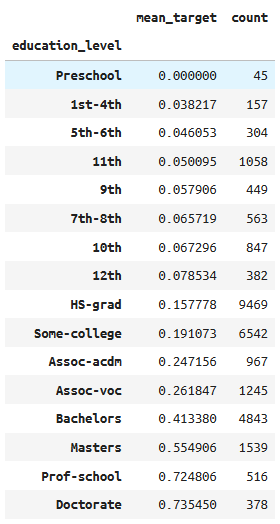 mean_target count
education_level
Preschool 0.000000 45
1st-4th 0.038217 157
5th-6th 0.046053 304
11th 0.050095 1058
9th 0.057906 449
7th-8th 0.065719 563
10th 0.067296 847
12th 0.078534 382
HS-grad 0.157778 9469
Some-college 0.191073 6542
Assoc-acdm 0.247156 967
Assoc-voc 0.261847 1245
Bachelors 0.413380 4843
Masters 0.554906 1539
Prof-school 0.724806 516
Doctorate 0.735450 378